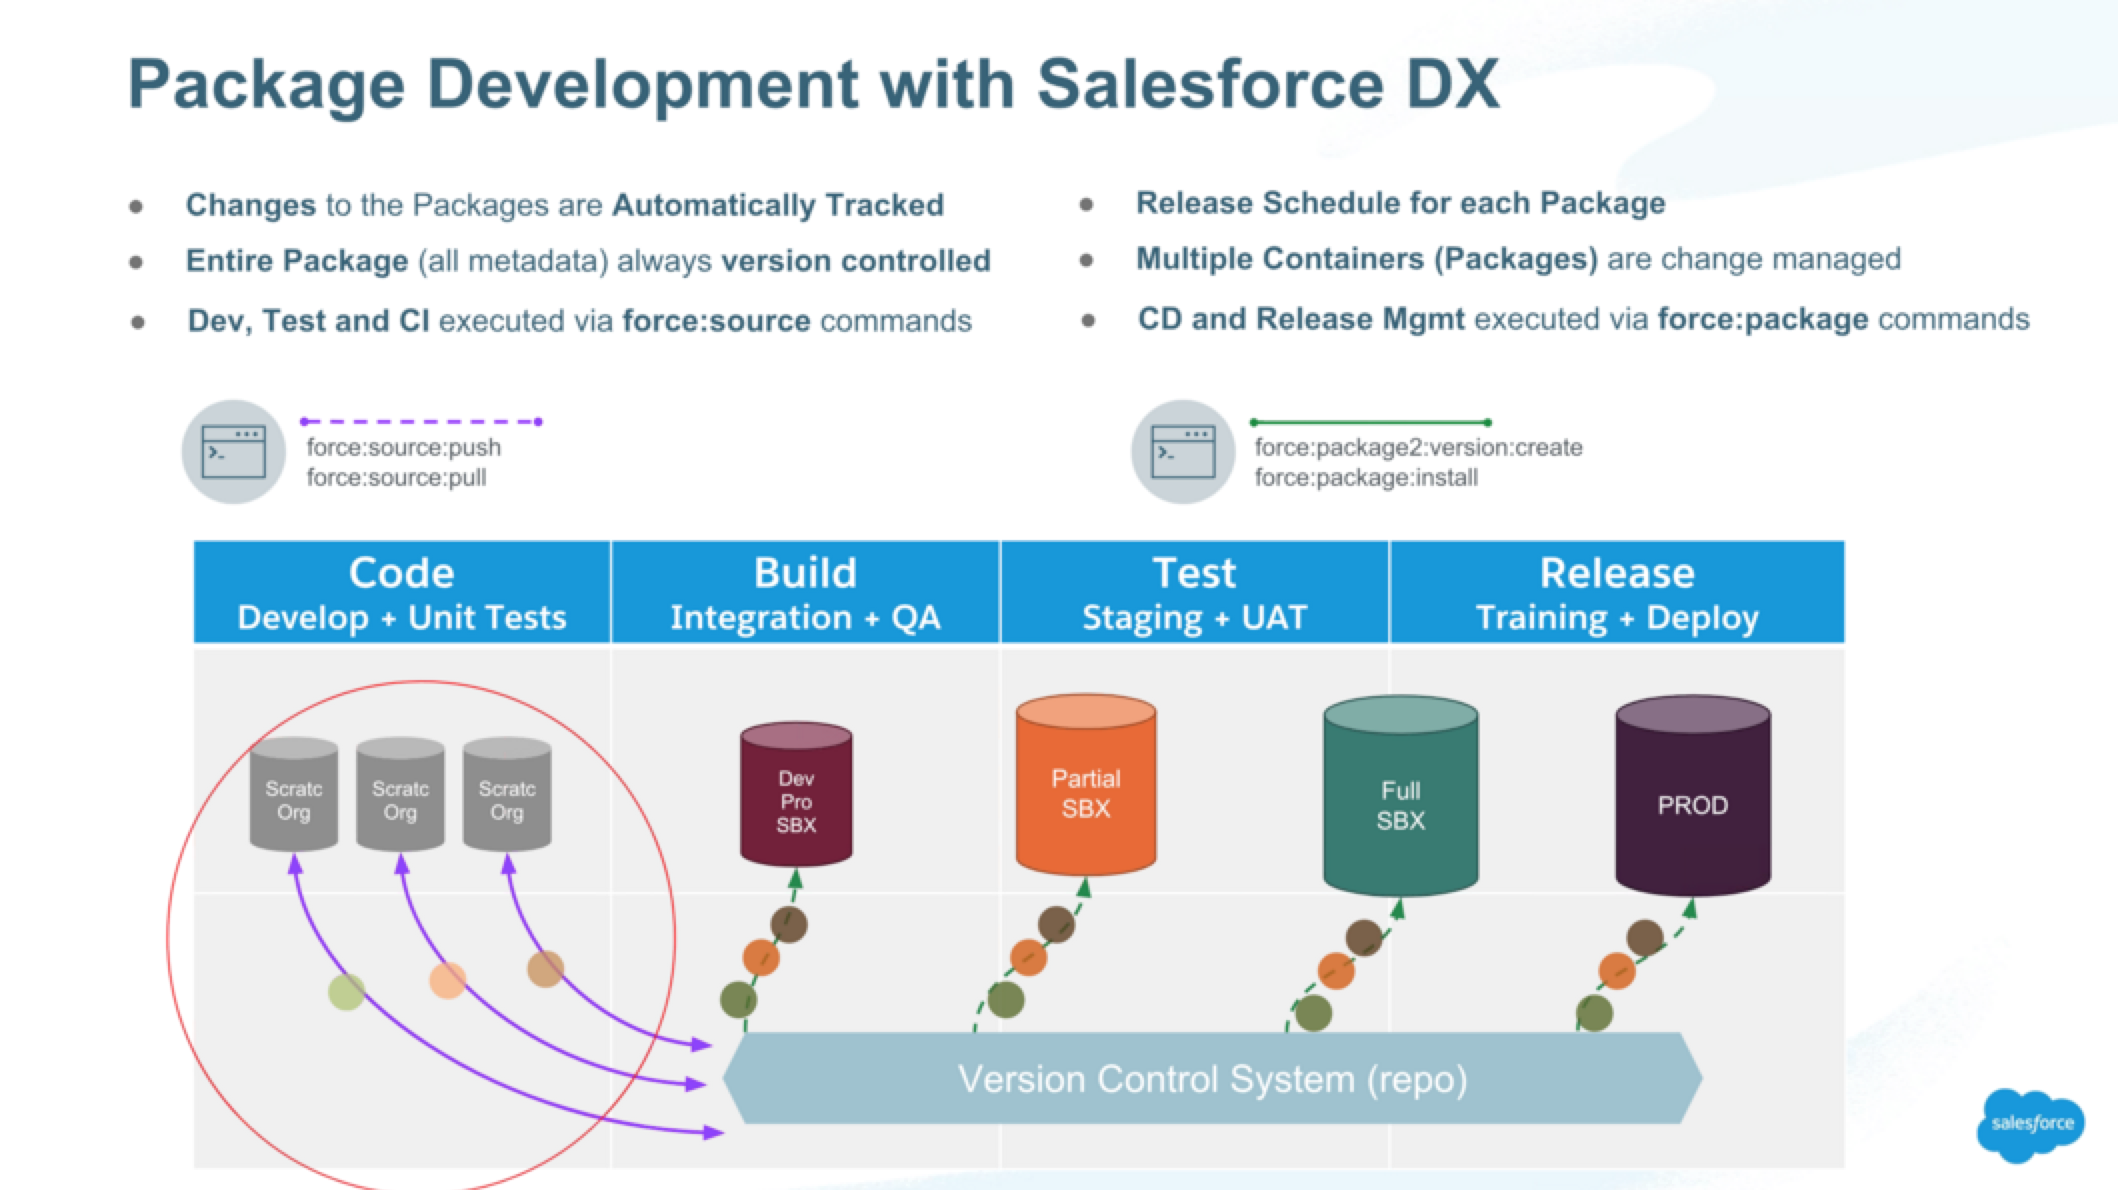 Package Development with Salesforce DX
Changes to the Packages are Automatically Tracked
Entire Package (all metadata) always version controlled
Dev, Test and CI executed via force:source commands
Release Schedule for each Package
Multiple Containers (Packages) are change managed
CD and Release Mgmt executed via force:package commands
>_
force:source:push
force:source:pull
>_
force:package2:version:create
force:package:install
Code
Develop + Unit Tests
Build
Integration + QA
Test
Staging + UAT
Release
Training + Deploy
Scratc
Org
Scratc
Org
Scratc
Org
Dev
Pro
SBX
Partial
SBX
Full
SBX
PROD
Version Control System (repo)
salesforce